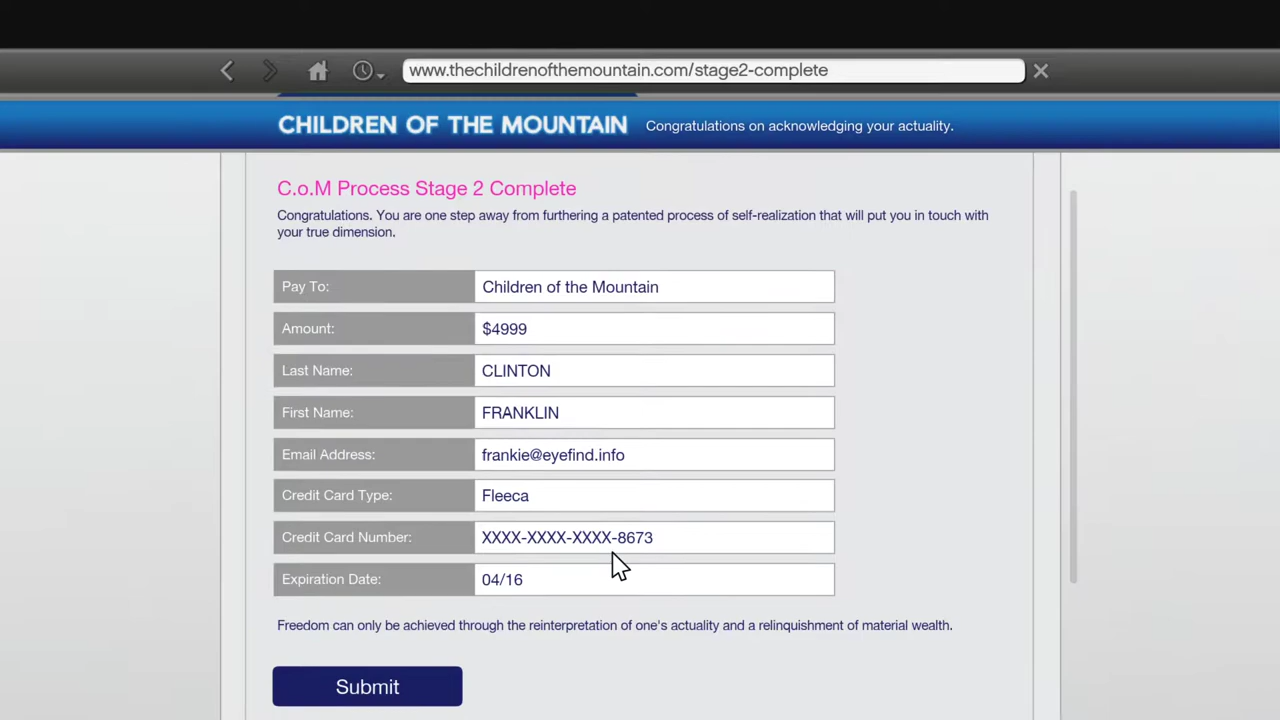 www.thechildrenofthemountain.com/stage2-complete
CHILDREN OF THE MOUNTAIN Congratulations on acknowledging your actuality.
C.o.M Process Stage 2 Complete
Congratulations. You are one step away from furthering a patented process of self-realization that will put you in touch with
your true dimension.
Pay To: Children of the Mountain
Amount: $4999
Last Name: CLINTON
First Name: FRANKLIN
Email Address: frankie@eyefind.info
Credit Card Type: Fleeca
Credit Card Number: XXXX-XXXX-XXXX-8673
Expiration Date: 04/16
Freedom can only be achieved through the reinterpretation of one's actuality and a relinquishment of material wealth.
Submit